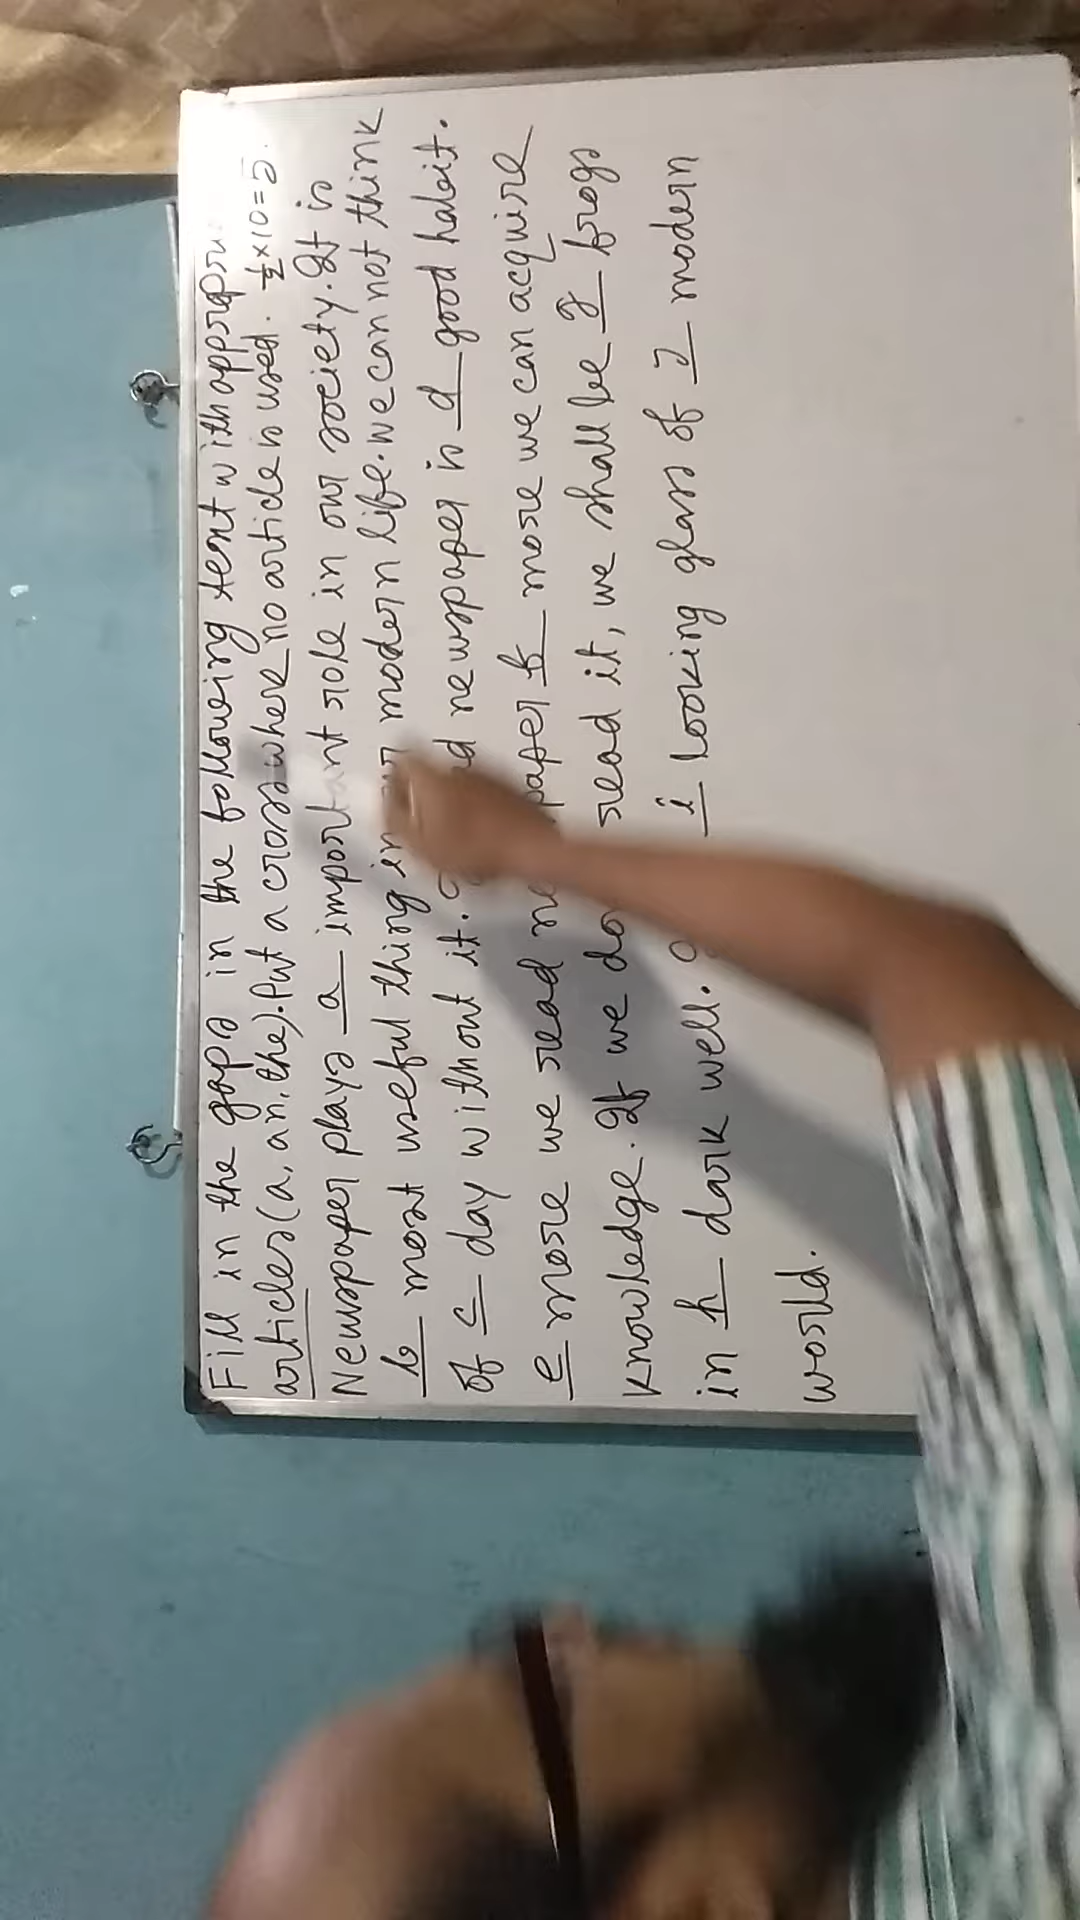 Fill in the gaps in the following text with
articles (a, an, the). Put a cross where no article is used. ½×10=5.
Newspaper plays a important role in our society. It is
b most useful thing in modern life. we can not think
of c day without it. newspaper is d good habit.
e more we read f more we can acquire
knowledge. If we read it, we shall be g frogs
in h dark well. i looking glass of J modern
world.